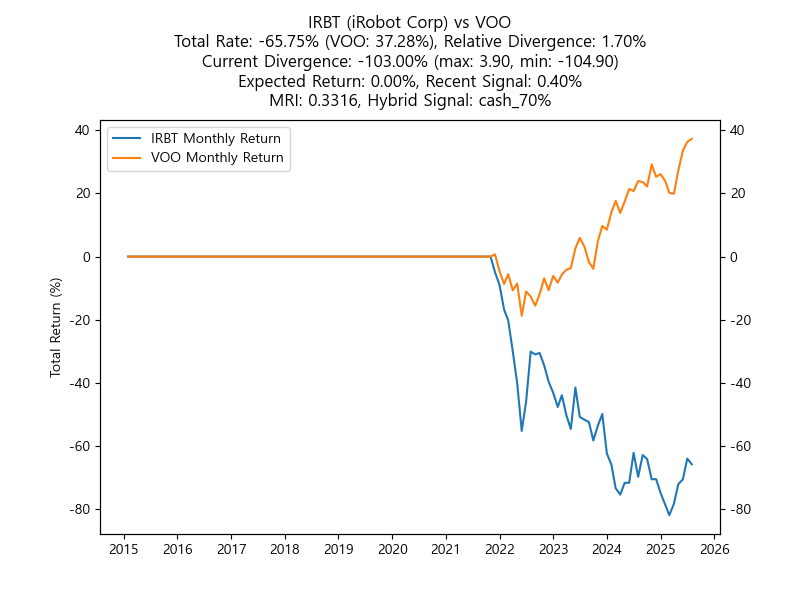 IRBT (iRobot Corp) vs VOO
Total Rate: -65.75% (VOO: 37.28%), Relative Divergence: 1.70%
Current Divergence: -103.00% (max: 3.90, min: -104.90)
Expected Return: 0.00%, Recent Signal: 0.40%
MRI: 0.3316, Hybrid Signal: cash_70%
IRBT Monthly Return
VOO Monthly Return
Total Return (%)
40
20
0
-20
-40
-60
-80
40
20
0
-20
-40
-60
-80
2015 2016 2017 2018 2019 2020 2021 2022 2023 2024 2025 2026